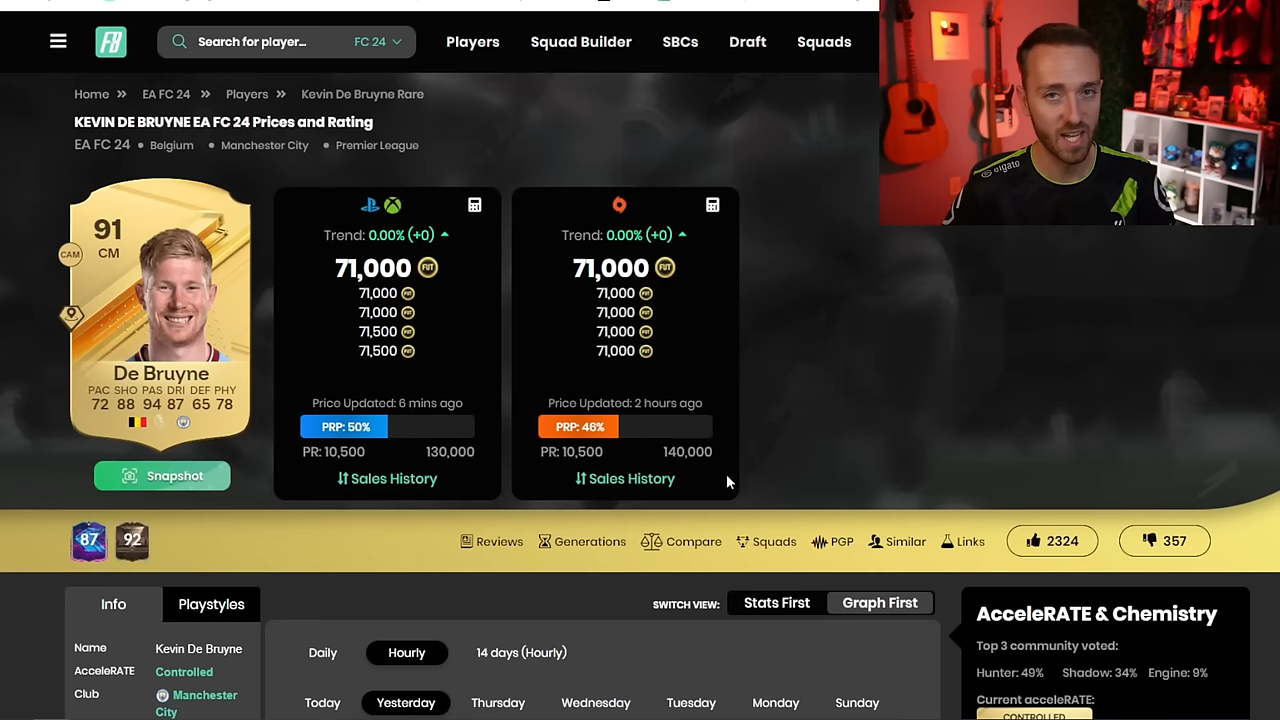 FB
Search for player...
FC 24
Players
Squad Builder
SBCs
Draft
Squads
Home >> EA FC 24 >> Players >> Kevin De Bruyne Rare
KEVIN DE BRUYNE EA FC 24 Prices and Rating
EA FC 24 • Belgium • Manchester City • Premier League
elgato
91
CM
CAM
De Bruyne
PAC SHO PAS DRI DEF PHY
72 88 94 87 65 78
Snapshot
Trend: 0.00% (+0)
71,000 FUT
71,000
71,000
71,500
71,500
Price Updated: 6 mins ago
PRP: 50%
PR: 10,500 130,000
Sales History
Trend: 0.00% (+0)
71,000 FUT
71,000
71,000
71,000
71,000
Price Updated: 2 hours ago
PRP: 46%
PR: 10,500 140,000
Sales History
87
92
Reviews
Generations
Compare
Squads
PGP
Similar
Links
2324
357
Info
Playstyles
Name Kevin De Bruyne
AcceleRATE Controlled
Club Manchester
City
SWITCH VIEW: Stats First Graph First
Daily Hourly 14 days (Hourly)
Today Yesterday Thursday Wednesday Tuesday Monday Sunday
AcceleRATE & Chemistry
Top 3 community voted:
Hunter: 49% Shadow: 34% Engine: 9%
Current acceleRATE:
CONTROLLED